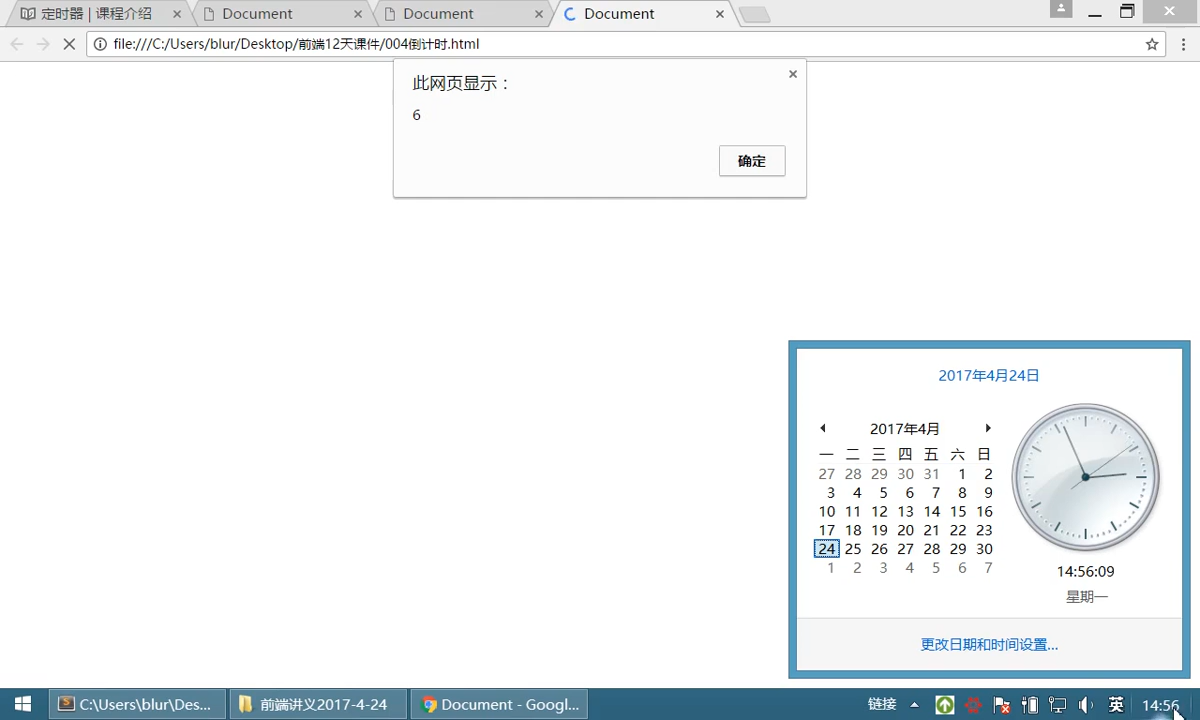 定时器 | 课程介绍
Document
Document
Document
file:///C:/Users/blur/Desktop/前端12天课件/004倒计时.html
此网页显示：
6
确定
2017年4月24日
2017年4月
一 二 三 四 五 六 日
27 28 29 30 31 1 2
3 4 5 6 7 8 9
10 11 12 13 14 15 16
17 18 19 20 21 22 23
24 25 26 27 28 29 30
1 2 3 4 5 6 7
14:56:09
星期一
更改日期和时间设置...
C:\Users\blur\Des...
前端讲义2017-4-24
Document - Googl...
链接
英
14:56